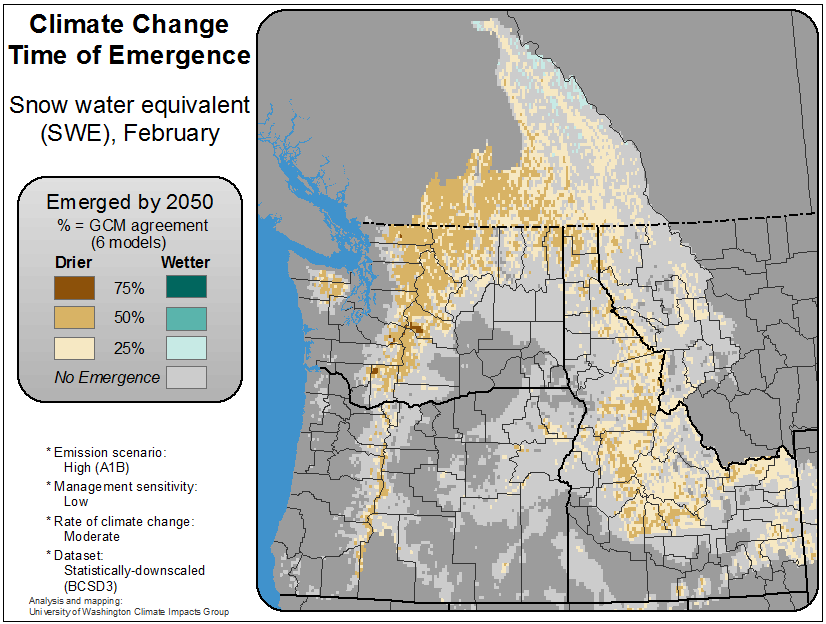 Climate Change
Time of Emergence
Snow water equivalent
(SWE), February
Emerged by 2050
% = GCM agreement
(6 models)
Drier Wetter
75%
50%
25%
No Emergence
* Emission scenario:
High (A1B)
* Management sensitivity:
Low
* Rate of climate change:
Moderate
* Dataset:
Statistically-downscaled
(BCSD3)
Analysis and mapping:
University of Washington Climate Impacts Group